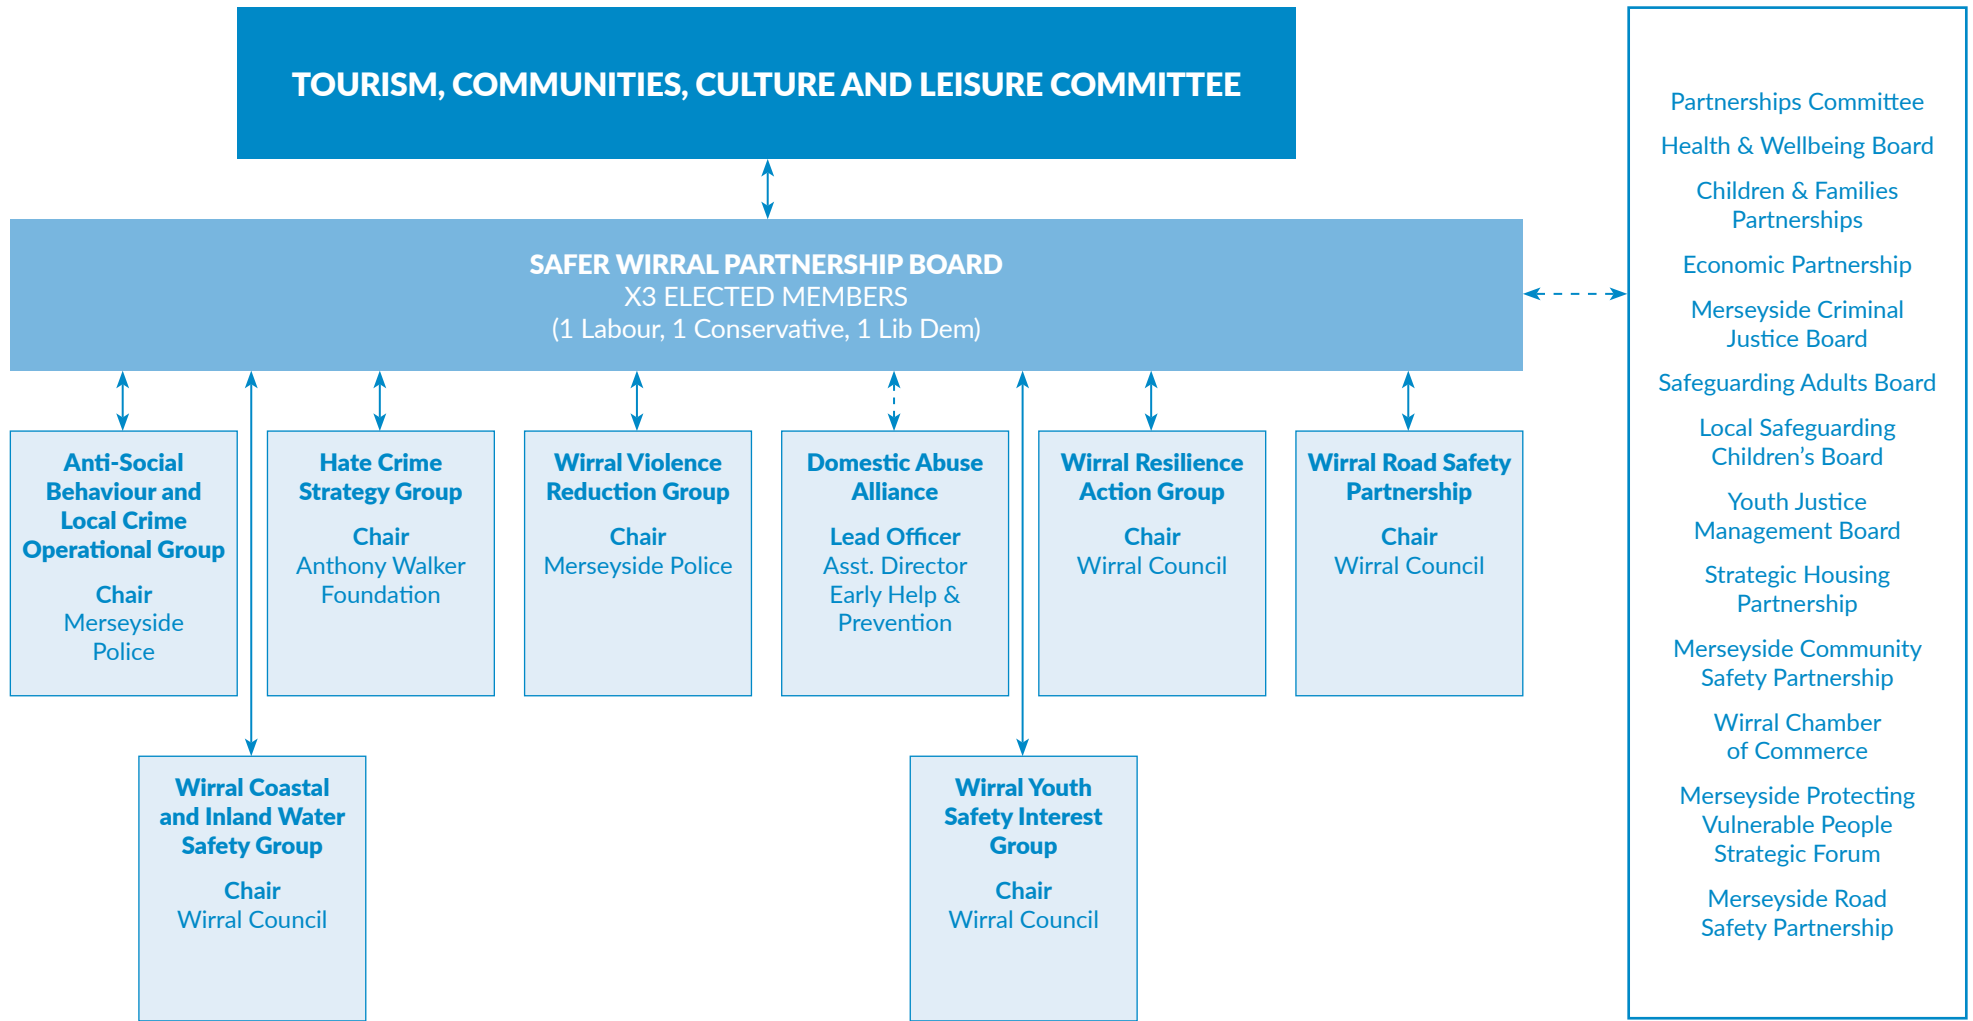 TOURISM, COMMUNITIES, CULTURE AND LEISURE COMMITTEE
SAFER WIRRAL PARTNERSHIP BOARD
X3 ELECTED MEMBERS
(1 Labour, 1 Conservative, 1 Lib Dem)
Anti-Social
Behaviour and
Local Crime
Operational Group
Chair
Merseyside
Police
Hate Crime
Strategy Group
Chair
Anthony Walker
Foundation
Wirral Violence
Reduction Group
Chair
Merseyside Police
Domestic Abuse
Alliance
Lead Officer
Asst. Director
Early Help &
Prevention
Wirral Resilience
Action Group
Chair
Wirral Council
Wirral Road Safety
Partnership
Chair
Wirral Council
Wirral Coastal
and Inland Water
Safety Group
Chair
Wirral Council
Wirral Youth
Safety Interest
Group
Chair
Wirral Council
Partnerships Committee
Health & Wellbeing Board
Children & Families
Partnerships
Economic Partnership
Merseyside Criminal
Justice Board
Safeguarding Adults Board
Local Safeguarding
Children’s Board
Youth Justice
Management Board
Strategic Housing
Partnership
Merseyside Community
Safety Partnership
Wirral Chamber
of Commerce
Merseyside Protecting
Vulnerable People
Strategic Forum
Merseyside Road
Safety Partnership